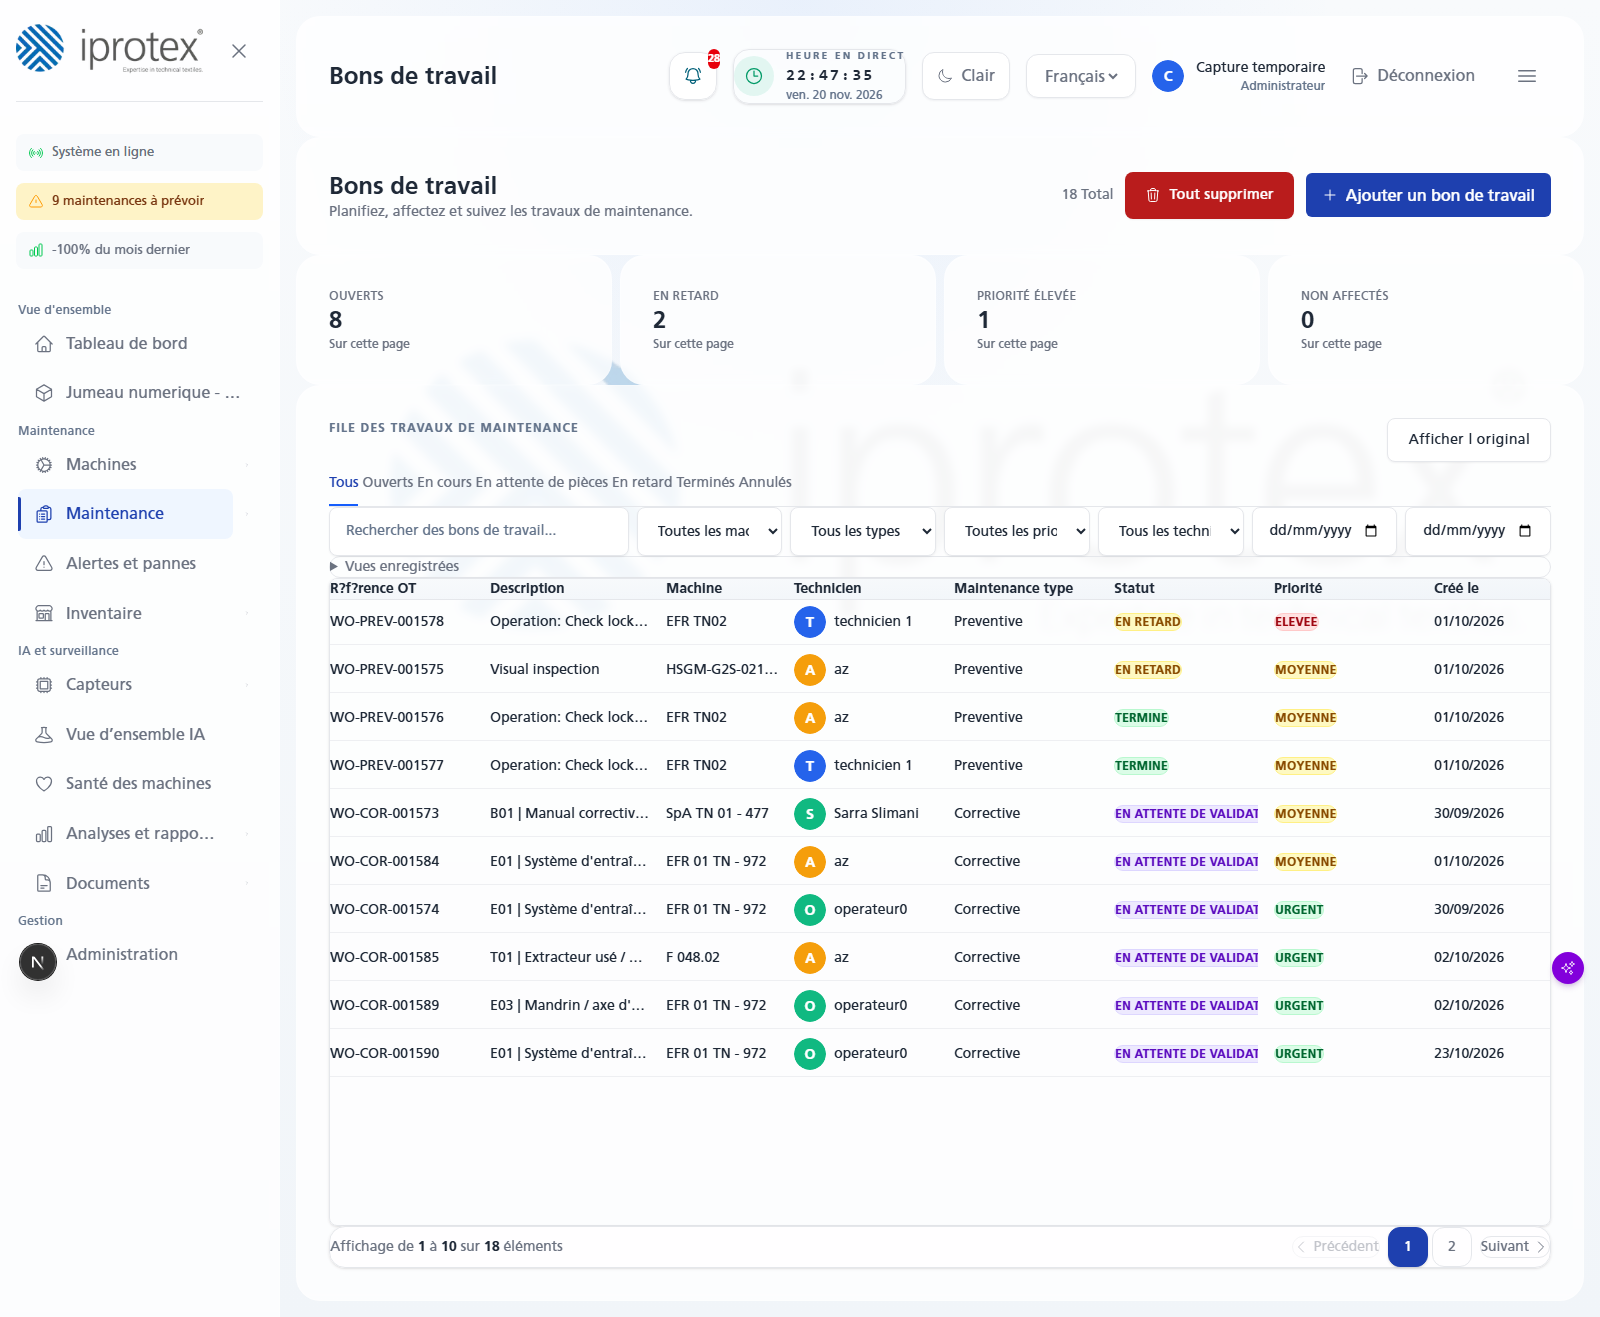 iprotex®
Expertise in technical textiles.
Système en ligne
9 maintenances à prévoir
-100% du mois dernier
Vue d'ensemble
Tableau de bord
Jumeau numerique - ...
Maintenance
Machines
Maintenance
Alertes et pannes
Inventaire
IA et surveillance
Capteurs
Vue d’ensemble IA
Santé des machines
Analyses et rappo...
Documents
Gestion
Administration
N
Bons de travail
28
HEURE EN DIRECT
22:47:35
ven. 20 nov. 2026
Clair
Français
C
Capture temporaire
Administrateur
Déconnexion
Bons de travail
Planifiez, affectez et suivez les travaux de maintenance.
18 Total
Tout supprimer
+ Ajouter un bon de travail
OUVERTS
8
Sur cette page
EN RETARD
2
Sur cette page
PRIORITÉ ÉLEVÉE
1
Sur cette page
NON AFFECTÉS
0
Sur cette page
FILE DES TRAVAUX DE MAINTENANCE
Afficher l original
Tous Ouverts En cours En attente de pièces En retard Terminés Annulés
Rechercher des bons de travail... Toutes les mac Tous les types Toutes les prio Tous les techni dd/mm/yyyy dd/mm/yyyy
Vues enregistrées
R?f?rence OT Description Machine Technicien Maintenance type Statut Priorité Créé le
WO-PREV-001578 Operation: Check lock... EFR TN02 T technicien 1 Preventive EN RETARD ELEVEE 01/10/2026
WO-PREV-001575 Visual inspection HSGM-G2S-021... A az Preventive EN RETARD MOYENNE 01/10/2026
WO-PREV-001576 Operation: Check lock... EFR TN02 A az Preventive TERMINE MOYENNE 01/10/2026
WO-PREV-001577 Operation: Check lock... EFR TN02 T technicien 1 Preventive TERMINE MOYENNE 01/10/2026
WO-COR-001573 B01 | Manual correctiv... SpA TN 01 - 477 S Sarra Slimani Corrective EN ATTENTE DE VALIDAT MOYENNE 30/09/2026
WO-COR-001584 E01 | Système d'entraî... EFR 01 TN - 972 A az Corrective EN ATTENTE DE VALIDAT MOYENNE 01/10/2026
WO-COR-001574 E01 | Système d'entraî... EFR 01 TN - 972 O operateur0 Corrective EN ATTENTE DE VALIDAT URGENT 30/09/2026
WO-COR-001585 T01 | Extracteur usé / ... F 048.02 A az Corrective EN ATTENTE DE VALIDAT URGENT 02/10/2026
WO-COR-001589 E03 | Mandrin / axe d'... EFR 01 TN - 972 O operateur0 Corrective EN ATTENTE DE VALIDAT URGENT 02/10/2026
WO-COR-001590 E01 | Système d'entraî... EFR 01 TN - 972 O operateur0 Corrective EN ATTENTE DE VALIDAT URGENT 23/10/2026
Affichage de 1 à 10 sur 18 éléments
Précédent 1 2 Suivant